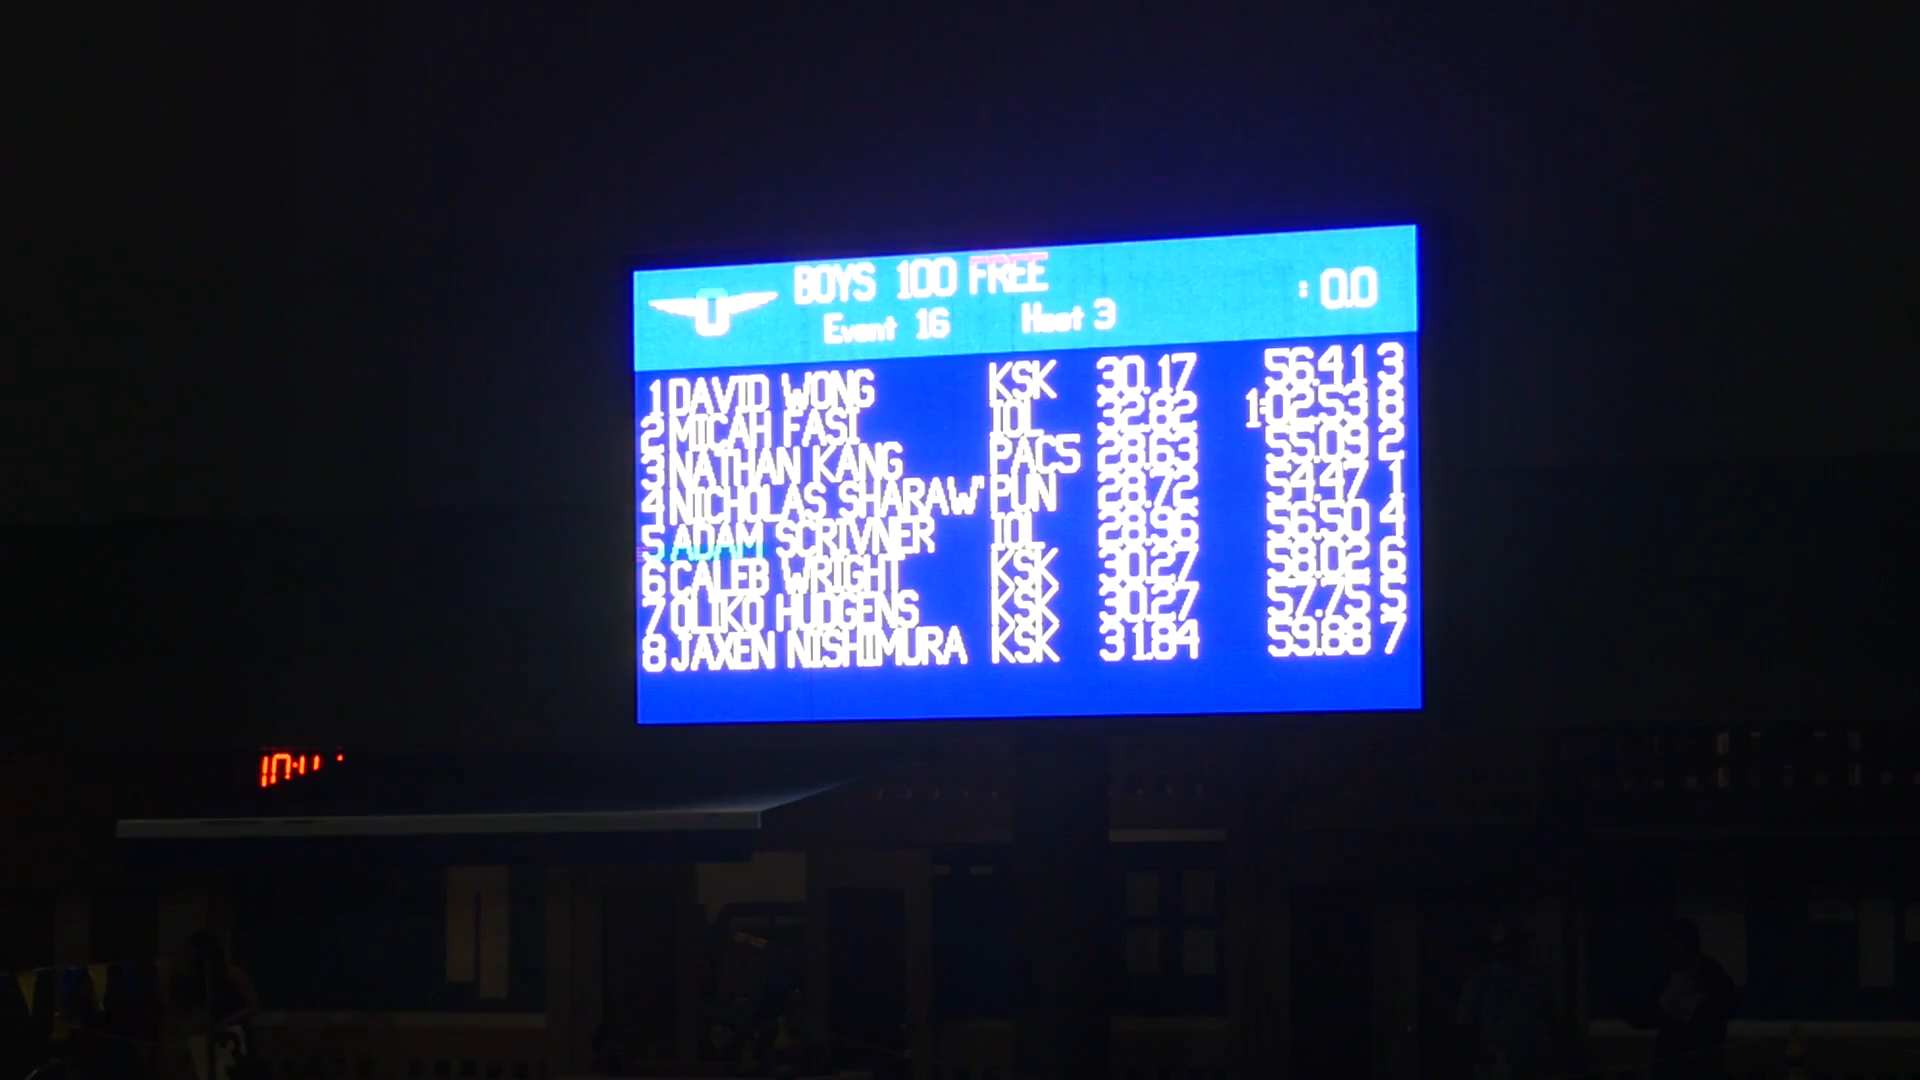 BOYS 100 FREE
: 0.0
Event 16 Heat 3
1 DAVID WONG KSK 30.17 56.41 3
2 MICAH FASI IOL 32.82 1:02.53 8
3 NATHAN KANG PACS 28.63 55.09 2
4 NICHOLAS SHARAW' PUN 28.72 54.47 1
5 ADAM SCRIVNER IOL 28.96 56.50 4
6 CALEB WRIGHT KSK 30.27 58.02 6
7 OLIKO HUDGENS KSK 30.27 57.75 5
8 JAXEN NISHIMURA KSK 31.84 59.88 7